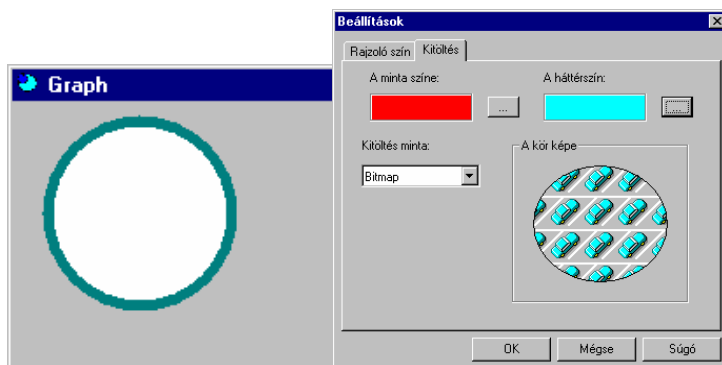 Graph
Beállítások
Rajzoló szín Kitöltés
A minta színe: A háttérszín:
... ...
Kitöltés minta:
Bitmap
A kör képe
OK Mégse Súgó